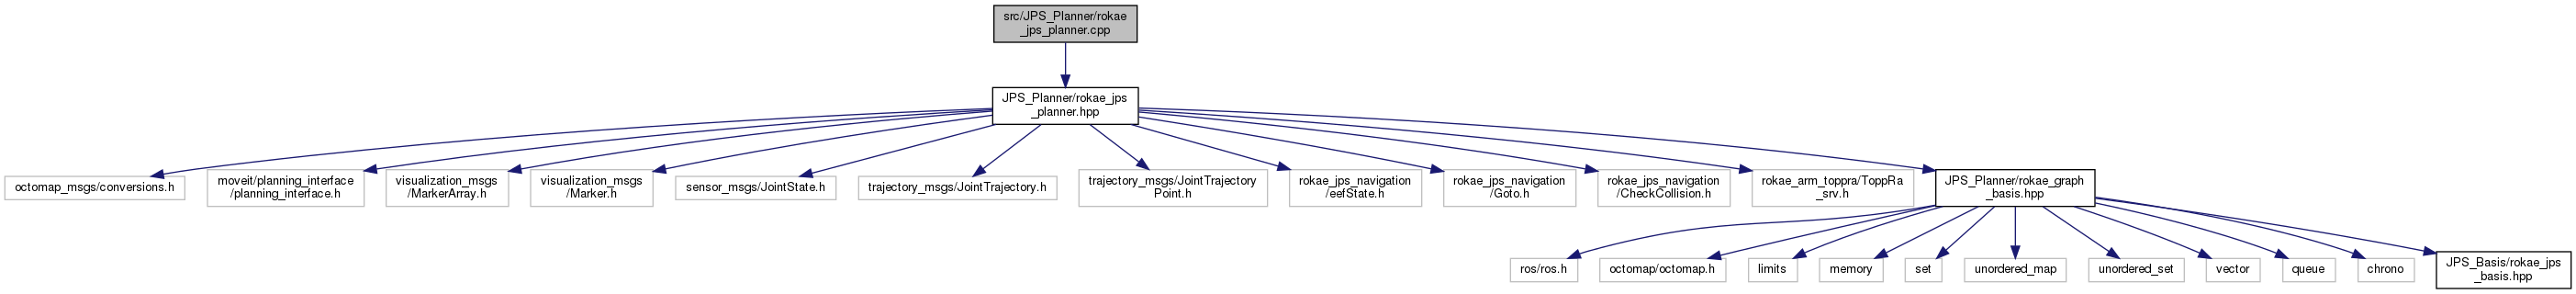 src/JPS_Planner/rokae
_jps_planner.cpp
JPS_Planner/rokae_jps
_planner.hpp
octomap_msgs/conversions.h
moveit/planning_interface
/planning_interface.h
visualization_msgs
/MarkerArray.h
visualization_msgs
/Marker.h
sensor_msgs/JointState.h
trajectory_msgs/JointTrajectory.h
trajectory_msgs/JointTrajectory
Point.h
rokae_jps_navigation
/eefState.h
rokae_jps_navigation
/Goto.h
rokae_jps_navigation
/CheckCollision.h
rokae_arm_toppra/ToppRa
_srv.h
JPS_Planner/rokae_graph
_basis.hpp
ros/ros.h
octomap/octomap.h
limits
memory
set
unordered_map
unordered_set
vector
queue
chrono
JPS_Basis/rokae_jps
_basis.hpp